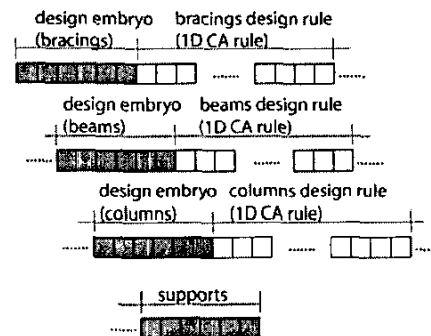 design embryo bracings design rule
(bracings) (1D CA rule)
design embryo beams design rule
(beams) (1D CA rule)
design embryo columns design rule
(columns) (1D CA rule)
supports